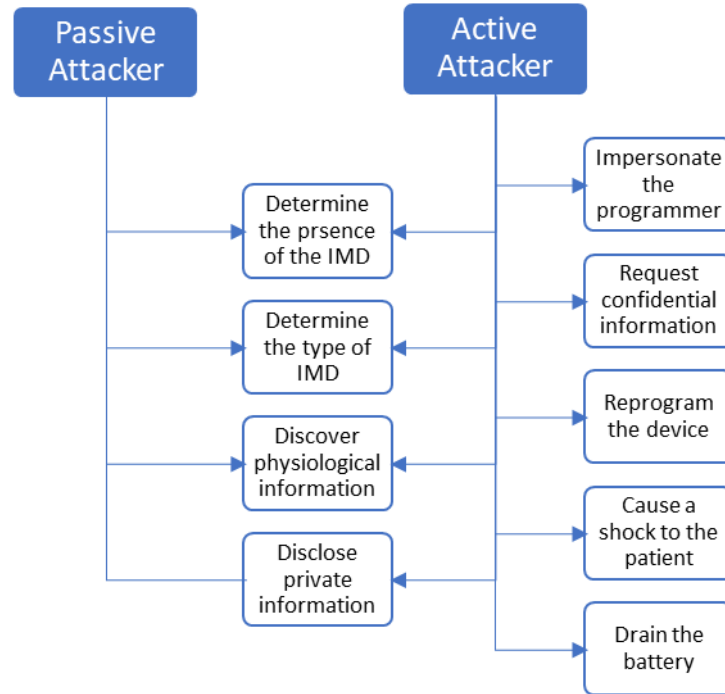 Passive
Attacker
Active
Attacker
Determine
the prsence
of the IMD
Determine
the type of
IMD
Discover
physiological
information
Disclose
private
information
Impersonate
the
programmer
Request
confidential
information
Reprogram
the device
Cause a
shock to the
patient
Drain the
battery